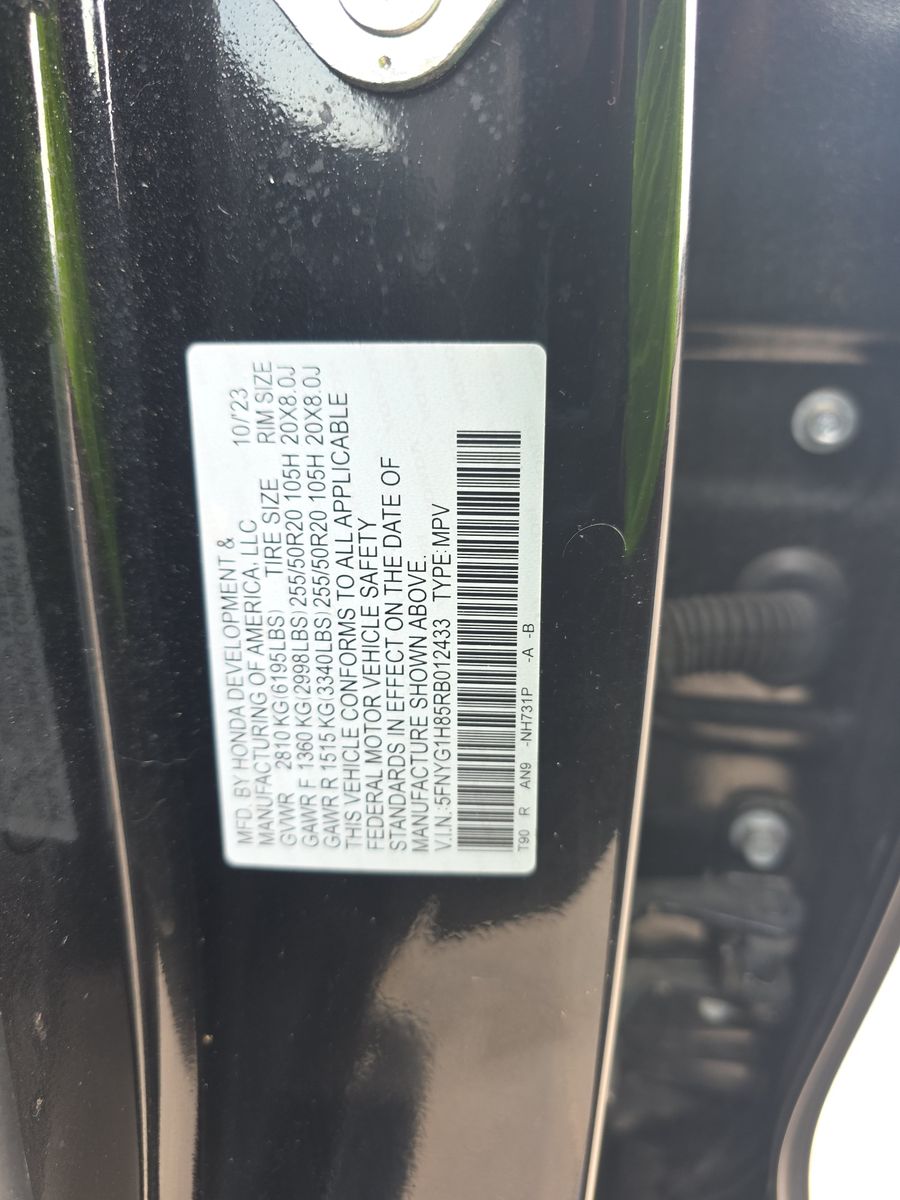 MFD. BY HONDA DEVELOPMENT &
MANUFACTURING OF AMERICA, LLC 10/'23
GVWR 2810 KG(6195LBS) TIRE SIZE RIM SIZE
GAWR F 1360 KG(2998LBS) 255/50R20 105H 20X8.0J
GAWR R 1515 KG(3340LBS) 255/50R20 105H 20X8.0J
THIS VEHICLE CONFORMS TO ALL APPLICABLE
FEDERAL MOTOR VEHICLE SAFETY
STANDARDS IN EFFECT ON THE DATE OF
MANUFACTURE SHOWN ABOVE.
V.I.N.:5FNYG1H85RB012433 TYPE: MPV
T90 R AN9 -NH731P -A -B